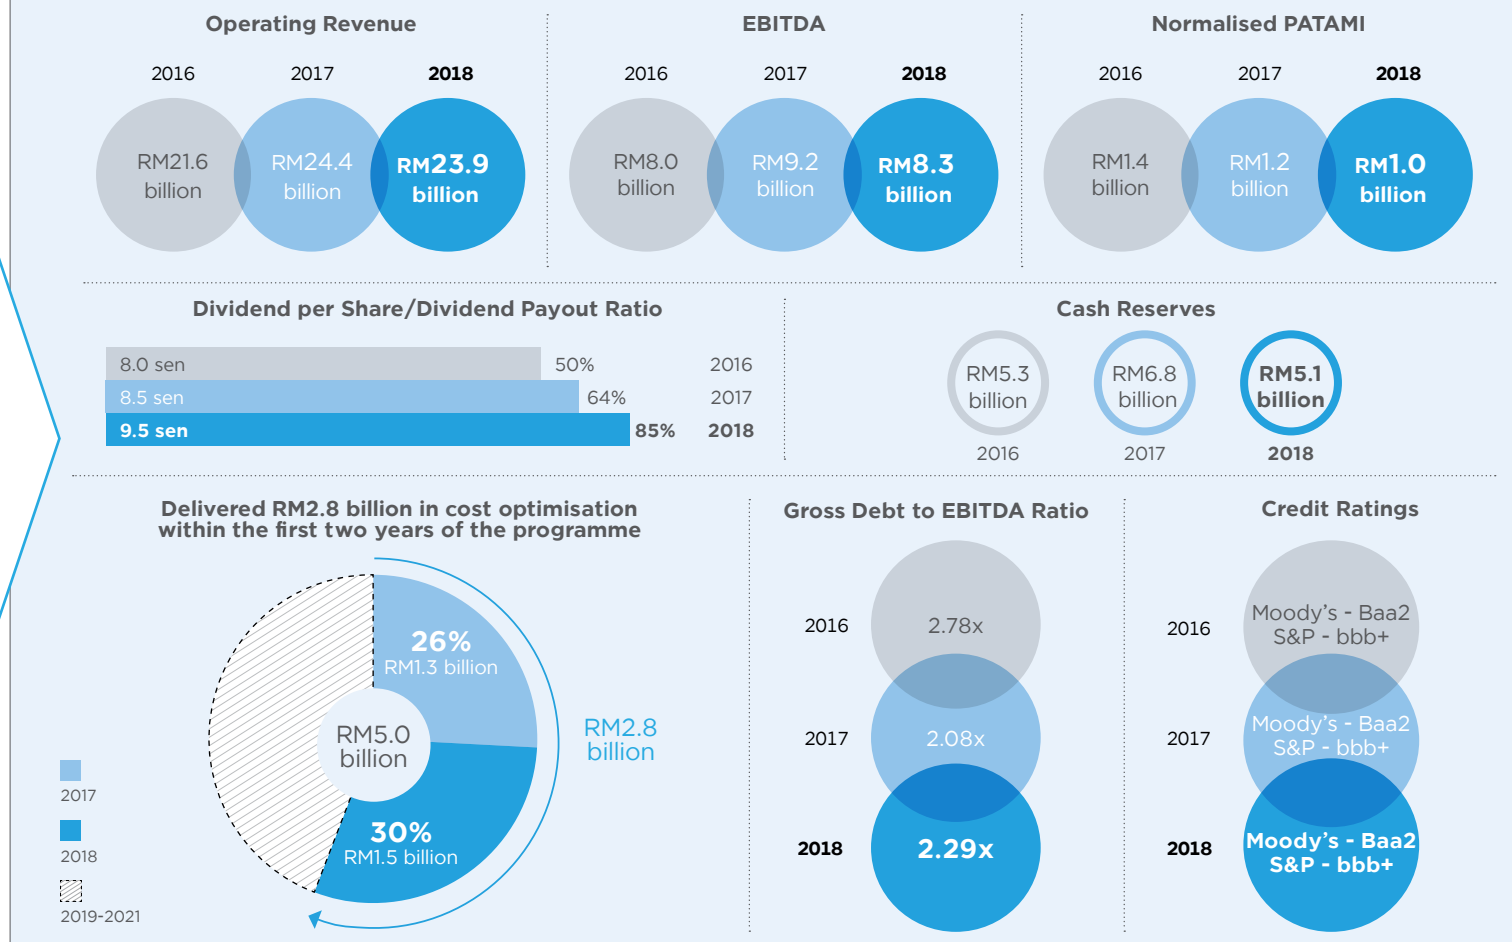 Operating Revenue
2016 2017 2018
RM21.6
billion
RM24.4
billion
RM23.9
billion
EBITDA
2016 2017 2018
RM8.0
billion
RM9.2
billion
RM8.3
billion
Normalised PATAMI
2016 2017 2018
RM1.4
billion
RM1.2
billion
RM1.0
billion
Dividend per Share/Dividend Payout Ratio
8.0 sen 50% 2016
8.5 sen 64% 2017
9.5 sen 85% 2018
Cash Reserves
RM5.3
billion
2016
RM6.8
billion
2017
RM5.1
billion
2018
Delivered RM2.8 billion in cost optimisation
within the first two years of the programme
26%
RM1.3 billion
RM5.0
billion
RM2.8
billion
30%
RM1.5 billion
2017
2018
2019-2021
Gross Debt to EBITDA Ratio
2016 2.78x
2017 2.08x
2018 2.29x
Credit Ratings
2016
Moody's - Baa2
S&P - bbb+
2017
Moody's - Baa2
S&P - bbb+
2018
Moody's - Baa2
S&P - bbb+